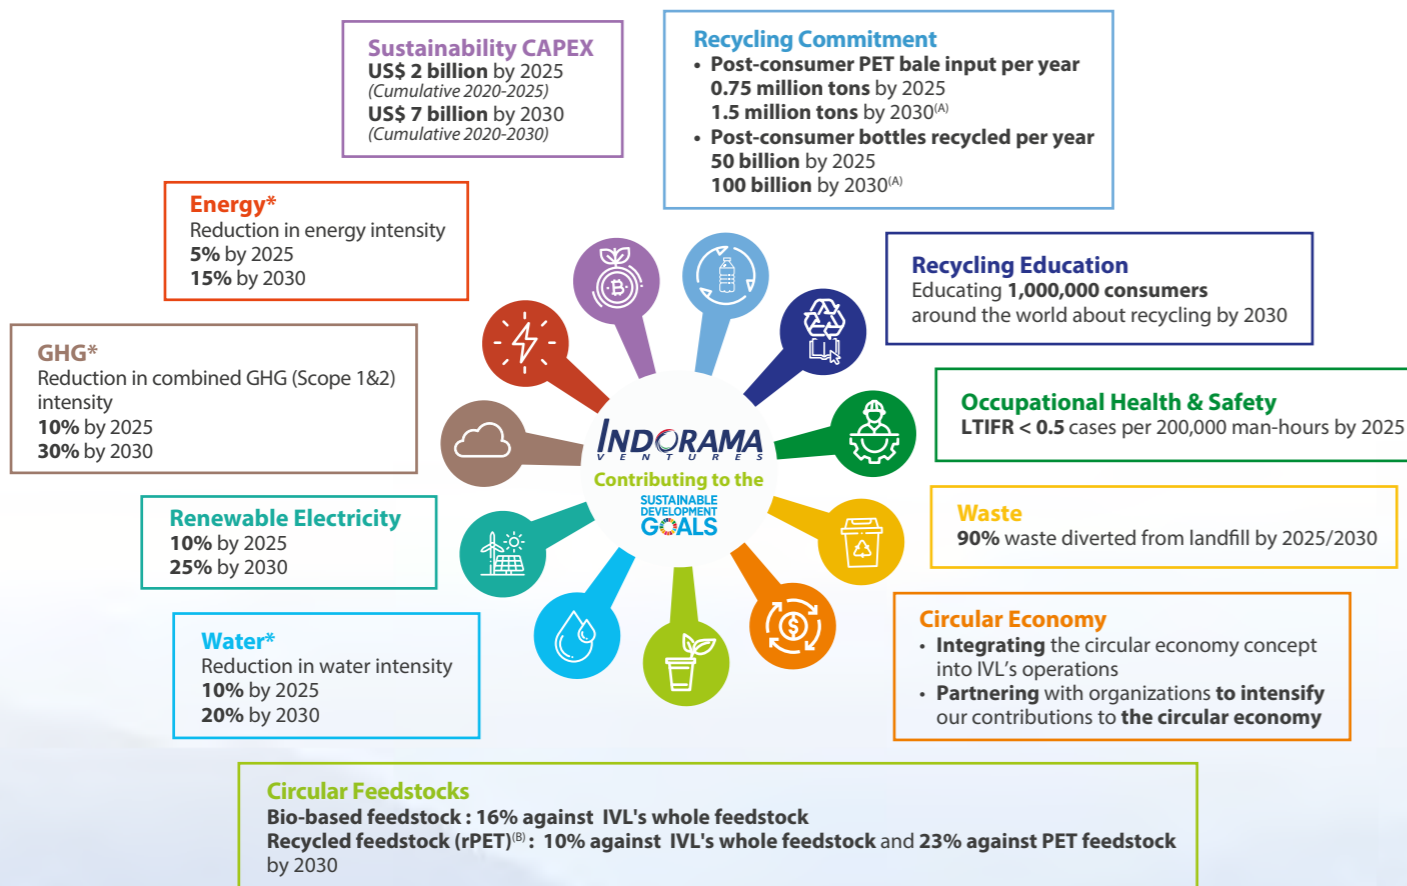 Sustainability CAPEX
US$ 2 billion by 2025
(Cumulative 2020-2025)
US$ 7 billion by 2030
(Cumulative 2020-2030)
Recycling Commitment
• Post-consumer PET bale input per year
0.75 million tons by 2025
1.5 million tons by 2030(A)
• Post-consumer bottles recycled per year
50 billion by 2025
100 billion by 2030(A)
Energy*
Reduction in energy intensity
5% by 2025
15% by 2030
Recycling Education
Educating 1,000,000 consumers
around the world about recycling by 2030
GHG*
Reduction in combined GHG (Scope 1&2)
intensity
10% by 2025
30% by 2030
Occupational Health & Safety
LTIFR < 0.5 cases per 200,000 man-hours by 2025
INDORAMA
VENTURES
Contributing to the
SUSTAINABLE
DEVELOPMENT
GOALS
Renewable Electricity
10% by 2025
25% by 2030
Waste
90% waste diverted from landfill by 2025/2030
Water*
Reduction in water intensity
10% by 2025
20% by 2030
Circular Economy
• Integrating the circular economy concept
into IVL's operations
• Partnering with organizations to intensify
our contributions to the circular economy
Circular Feedstocks
Bio-based feedstock : 16% against IVL's whole feedstock
Recycled feedstock (rPET)(B) : 10% against IVL's whole feedstock and 23% against PET feedstock
by 2030